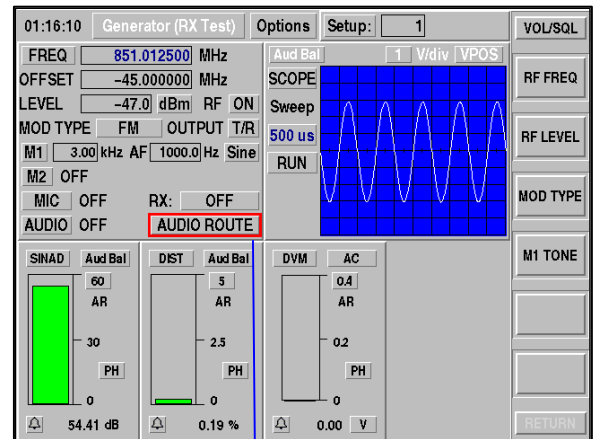 01:16:10 Generator (RX Test) Options Setup: 1
FREQ 851.012500 MHz
OFFSET -45.000000 MHz
LEVEL -47.0 dBm RF ON
MOD TYPE FM OUTPUT T/R
M1 3.00 kHz AF 1000.0 Hz Sine
M2 OFF
MIC OFF RX: OFF
AUDIO OFF AUDIO ROUTE
Aud Bal 1 V/div VPOS
SCOPE
Sweep
500 us
RUN
SINAD Aud Bal
60
AR
30
PH
0
54.41 dB
DIST Aud Bal
5
AR
2.5
PH
0
0.19 %
DVM AC
0.4
AR
0.2
PH
0
0.00 V
VOL/SQL
RF FREQ
RF LEVEL
MOD TYPE
M1 TONE
RETURN